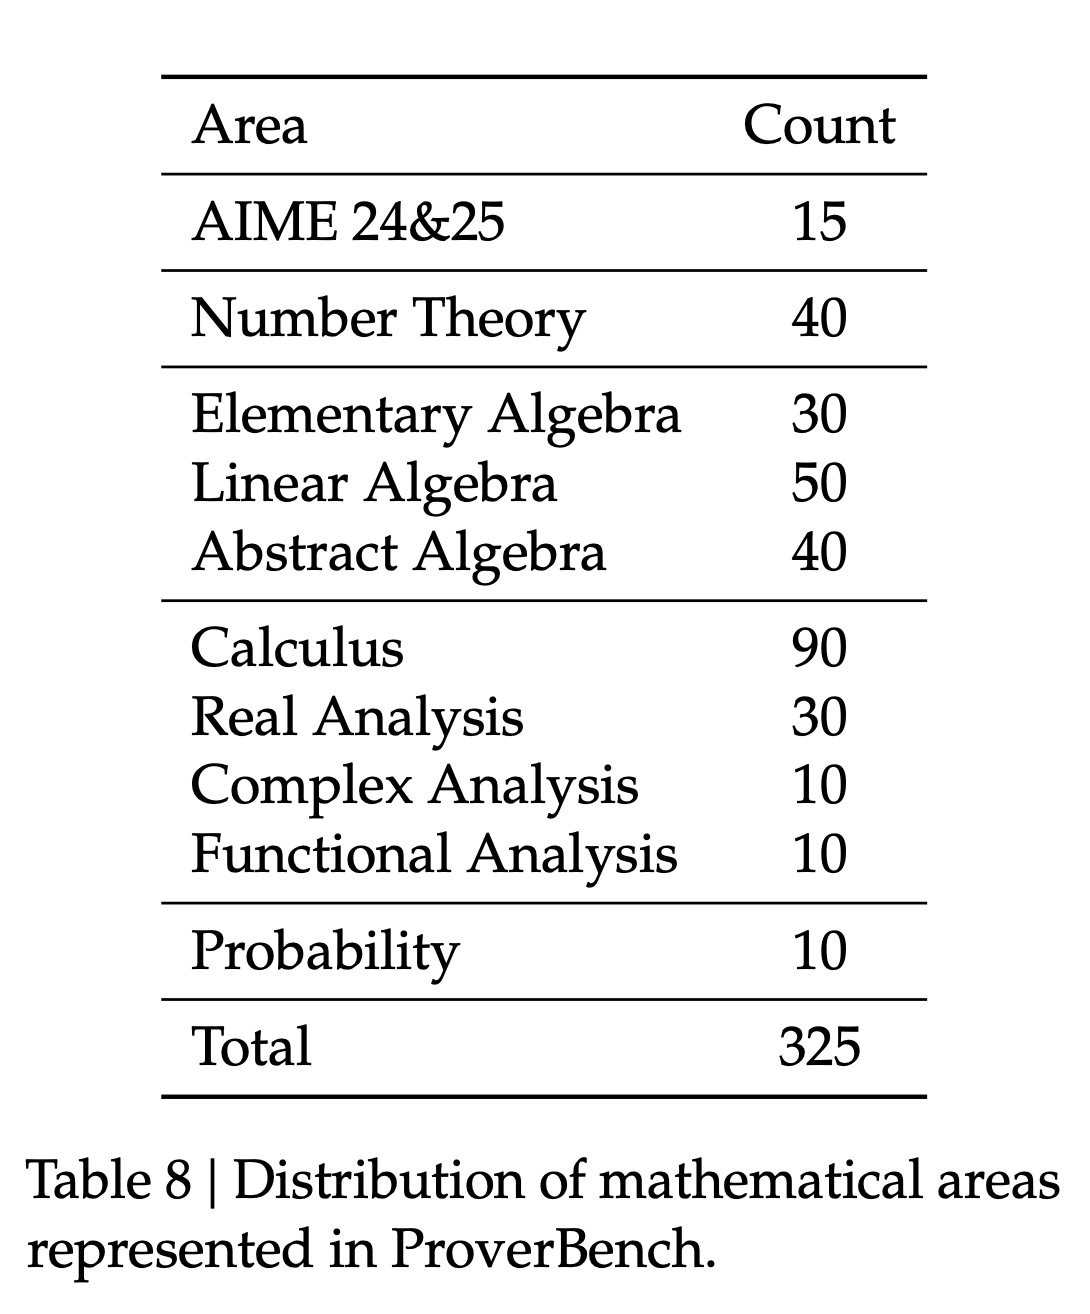 Area Count
AIME 24&25 15
Number Theory 40
Elementary Algebra 30
Linear Algebra 50
Abstract Algebra 40
Calculus 90
Real Analysis 30
Complex Analysis 10
Functional Analysis 10
Probability 10
Total 325
Table 8 | Distribution of mathematical areas
represented in ProverBench.